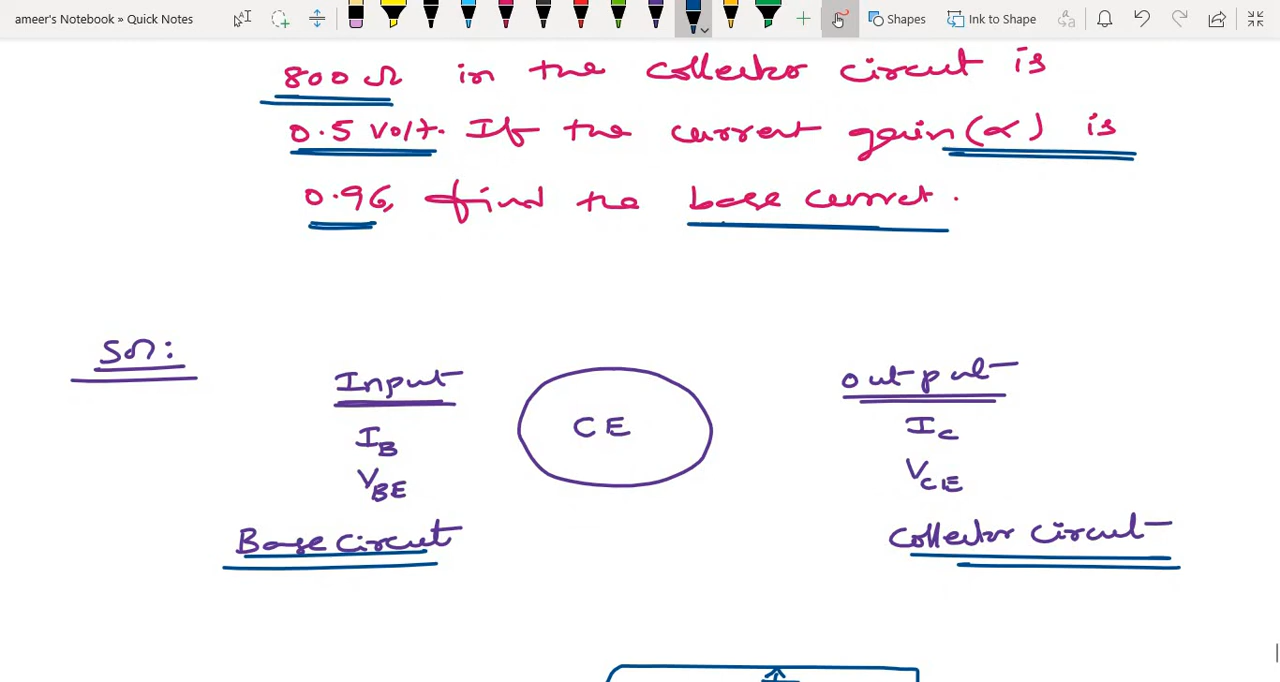 ameer's Notebook » Quick Notes
Shapes
Ink to Shape
800 Ω in the collector circuit is
0.5 volt. If the current gain (α) is
0.96, find the base curret.
Soln:
Input
CE
output
IB
IC
VBE
VCE
Base circuit
Collector circuit